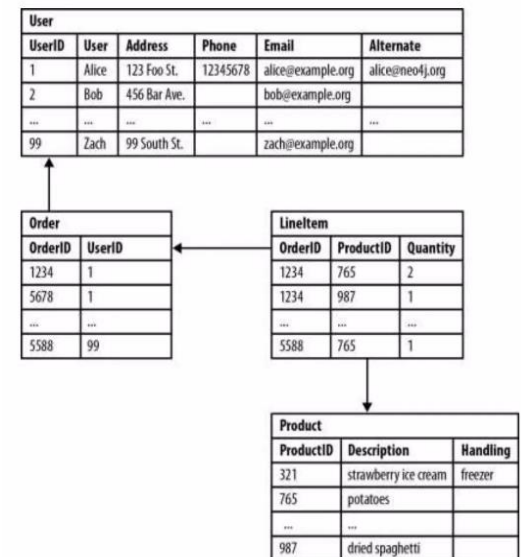 User
UserID User Address Phone Email Alternate
1 Alice 123 Foo St. 12345678 alice@example.org alice@neo4j.org
2 Bob 456 Bar Ave. bob@example.org
... ... ... ... ... ...
99 Zach 99 South St. zach@example.org
Order
OrderID UserID
1234 1
5678 1
... ...
5588 99
LineItem
OrderID ProductID Quantity
1234 765 2
1234 987 1
... ... ...
5588 765 1
Product
ProductID Description Handling
321 strawberry ice cream freezer
765 potatoes
... ...
987 dried spaghetti